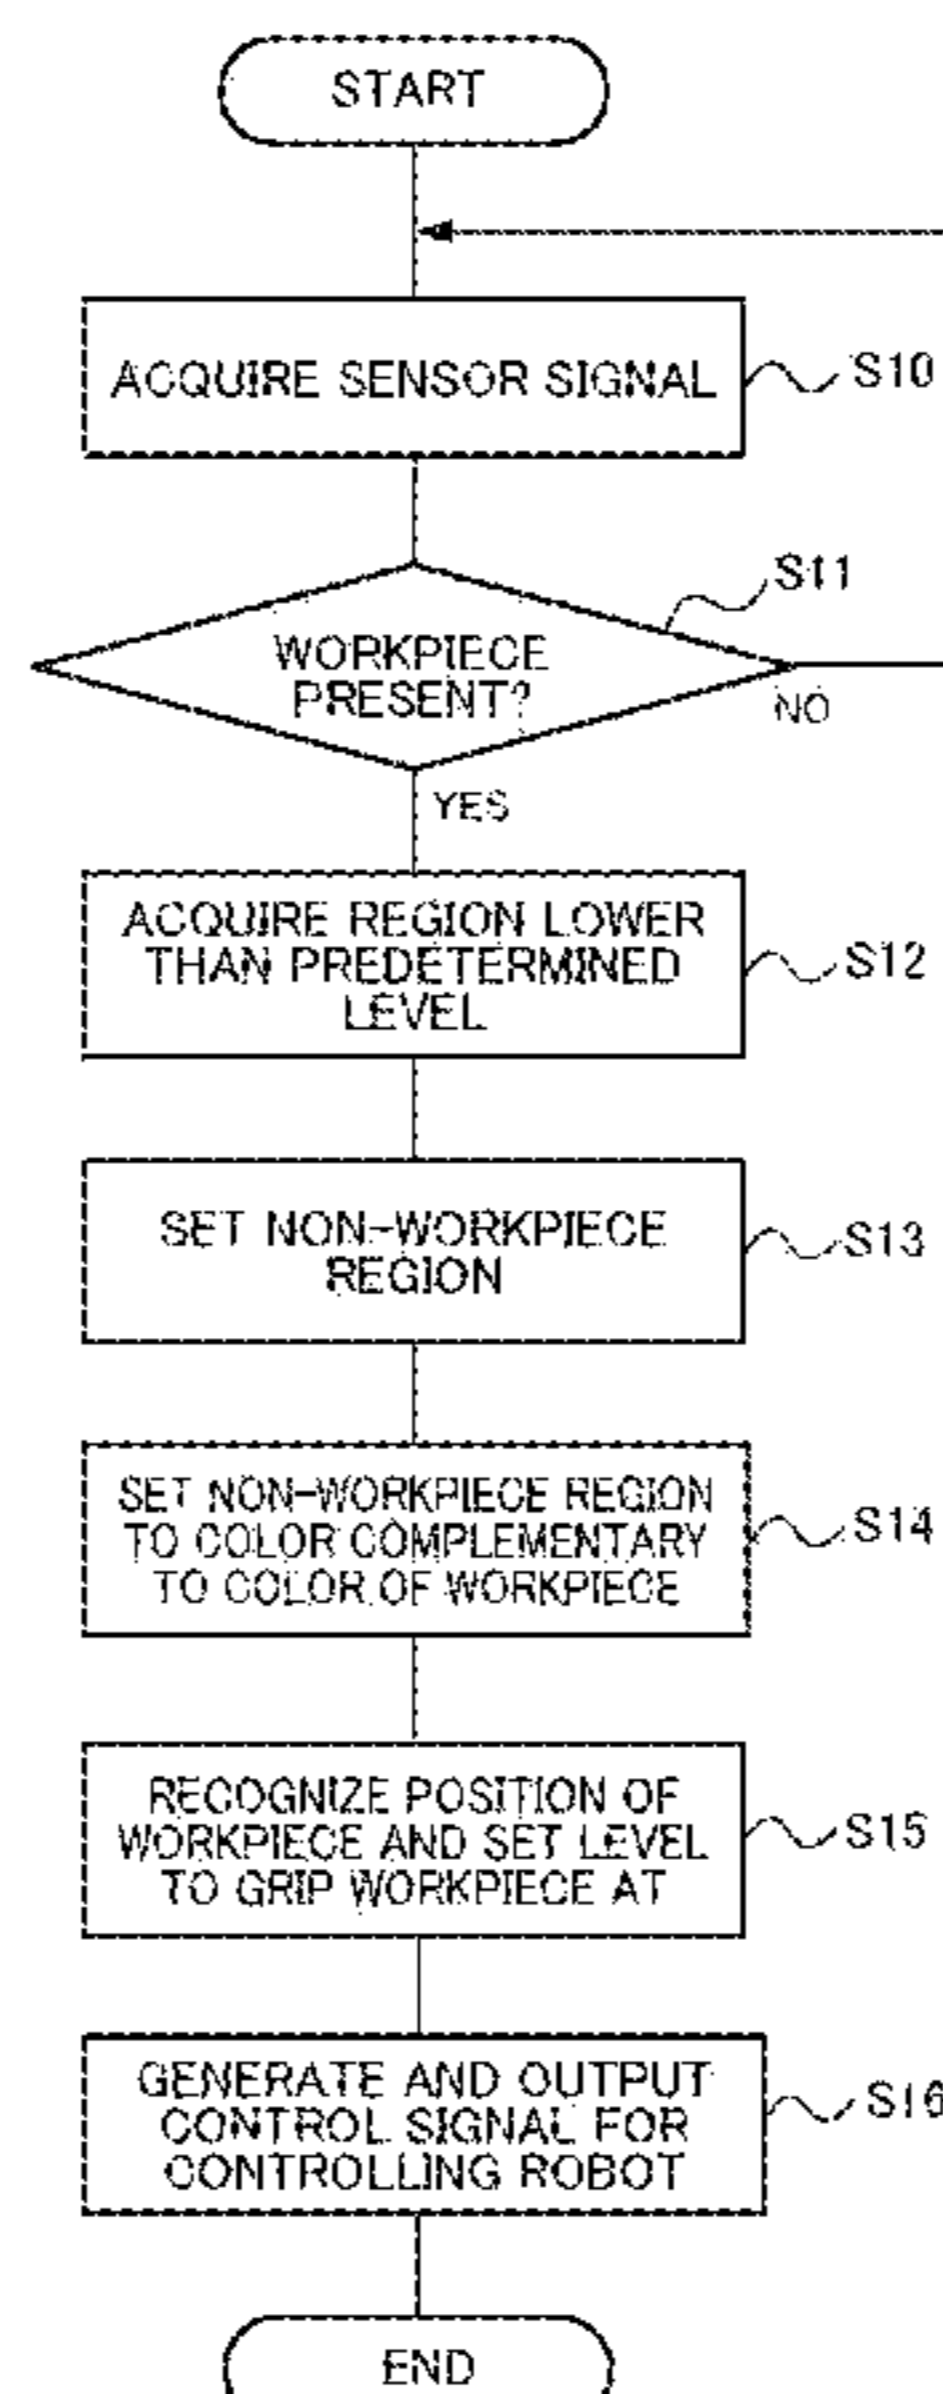 START
ACQUIRE SENSOR SIGNAL
S10
S11
WORKPIECE
PRESENT?
NO
YES
ACQUIRE REGION LOWER
THAN PREDETERMINED
LEVEL
S12
SET NON-WORKPIECE
REGION
S13
SET NON-WORKPIECE REGION
TO COLOR COMPLEMENTARY
TO COLOR OF WORKPIECE
S14
RECOGNIZE POSITION OF
WORKPIECE AND SET LEVEL
TO GRIP WORKPIECE AT
S15
GENERATE AND OUTPUT
CONTROL SIGNAL FOR
CONTROLLING ROBOT
S16
END